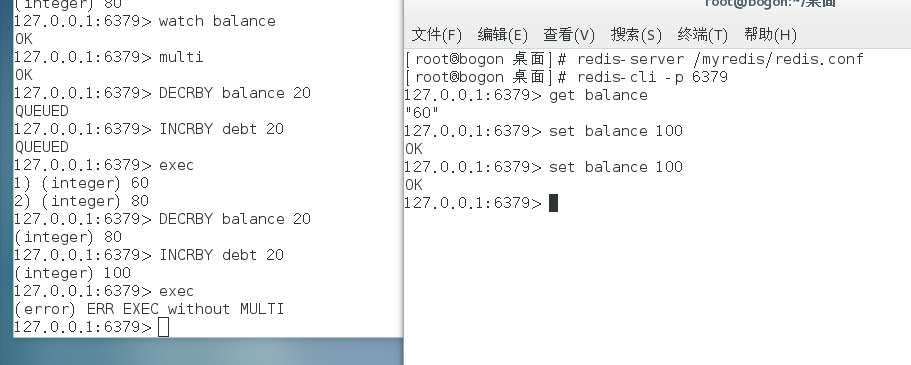 (integer) 80
127.0.0.1:6379> watch balance
OK
127.0.0.1:6379> multi
OK
127.0.0.1:6379> DECRBY balance 20
QUEUED
127.0.0.1:6379> INCRBY debt 20
QUEUED
127.0.0.1:6379> exec
1) (integer) 60
2) (integer) 80
127.0.0.1:6379> DECRBY balance 20
(integer) 80
127.0.0.1:6379> INCRBY debt 20
(integer) 100
127.0.0.1:6379> exec
(error) ERR EXEC without MULTI
127.0.0.1:6379>
root@bogon:~/桌面
文件(F) 编辑(E) 查看(V) 搜索(S) 终端(T) 帮助(H)
[root@bogon 桌面]# redis-server /myredis/redis.conf
[root@bogon 桌面]# redis-cli -p 6379
127.0.0.1:6379> get balance
"60"
127.0.0.1:6379> set balance 100
OK
127.0.0.1:6379> set balance 100
OK
127.0.0.1:6379>